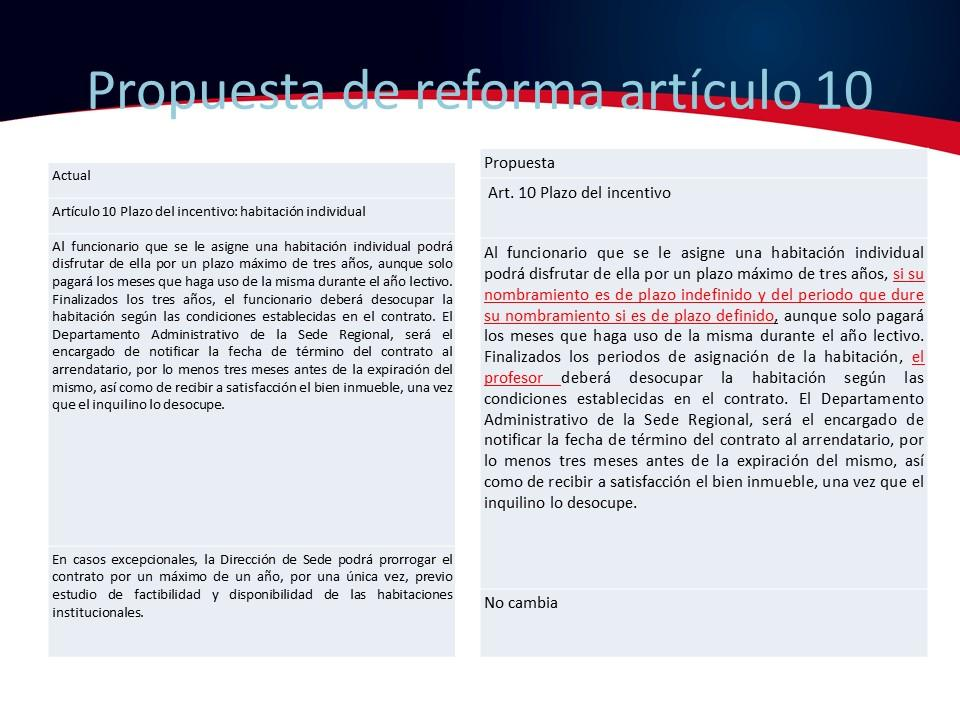 Propuesta de reforma artículo 10
Actual
Artículo 10 Plazo del incentivo: habitación individual
Al funcionario que se le asigne una habitación individual podrá
disfrutar de ella por un plazo máximo de tres años, aunque solo
pagará los meses que haga uso de la misma durante el año lectivo.
Finalizados los tres años, el funcionario deberá desocupar la
habitación según las condiciones establecidas en el contrato. El
Departamento Administrativo de la Sede Regional, será el
encargado de notificar la fecha de término del contrato al
arrendatario, por lo menos tres meses antes de la expiración del
mismo, así como de recibir a satisfacción el bien inmueble, una vez
que el inquilino lo desocupe.
En casos excepcionales, la Dirección de Sede podrá prorrogar el
contrato por un máximo de un año, por una única vez, previo
estudio de factibilidad y disponibilidad de las habitaciones
institucionales.
Propuesta
Art. 10 Plazo del incentivo
Al funcionario que se le asigne una habitación individual
podrá disfrutar de ella por un plazo máximo de tres años, si su
nombramiento es de plazo indefinido y del periodo que dure
su nombramiento si es de plazo definido, aunque solo pagará
los meses que haga uso de la misma durante el año lectivo.
Finalizados los periodos de asignación de la habitación, el
profesor deberá desocupar la habitación según las
condiciones establecidas en el contrato. El Departamento
Administrativo de la Sede Regional, será el encargado de
notificar la fecha de término del contrato al arrendatario, por
lo menos tres meses antes de la expiración del mismo, así
como de recibir a satisfacción el bien inmueble, una vez que el
inquilino lo desocupe.
No cambia